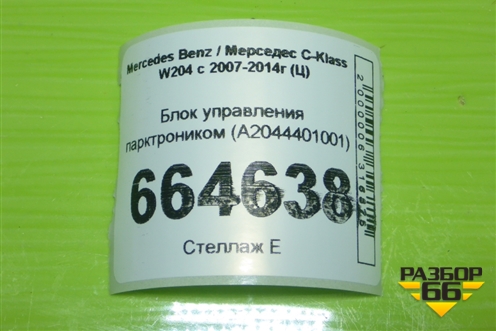 Mercedes Benz / Мерседес C-Klass
W204 с 2007-2014г (Ц)
Блок управления
парктроником (A2044401001)
664638
Стеллаж Е
РАЗБОР
66